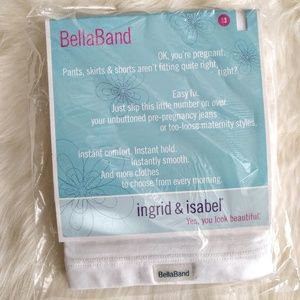 BellaBand
OK, you're pregnant.
Pants, skirts & shorts aren't fitting quite right,
right?
Easy fix.
Just slip this little number on over
your unbuttoned pre-pregnancy jeans
or too-loose maternity styles.
Instant comfort, instant hold.
Instantly smooth.
And more clothes
to choose from every morning.
ingrid & isabel
Yes, you look beautiful.
BellaBand